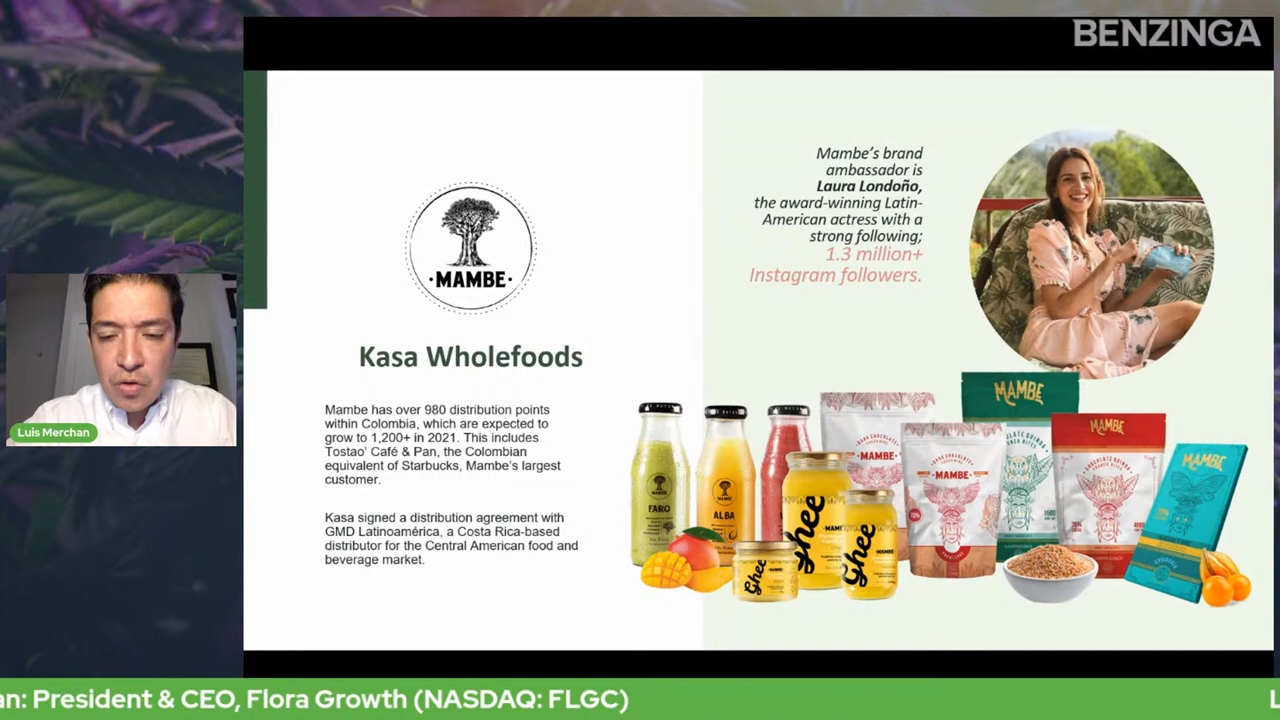 BENZINGA
Mambe's brand
ambassador is
Laura Londoño,
the award-winning Latin-
American actress with a
strong following;
1.3 million+
Instagram followers.
·MAMBE·
Kasa Wholefoods
Mambe has over 980 distribution points
within Colombia, which are expected to
grow to 1,200+ in 2021. This includes
Tostao' Café & Pan, the Colombian
equivalent of Starbucks, Mambe's largest
customer.
Kasa signed a distribution agreement with
GMD Latinoamérica, a Costa Rica-based
distributor for the Central American food and
beverage market.
Luis Merchan
MAMBE
MAMBE
MAMBE
·MAMBE·
MAMBE
FARO
ALBA
Ghee
Ghee
Ghee
an: President & CEO, Flora Growth (NASDAQ: FLGC)
L